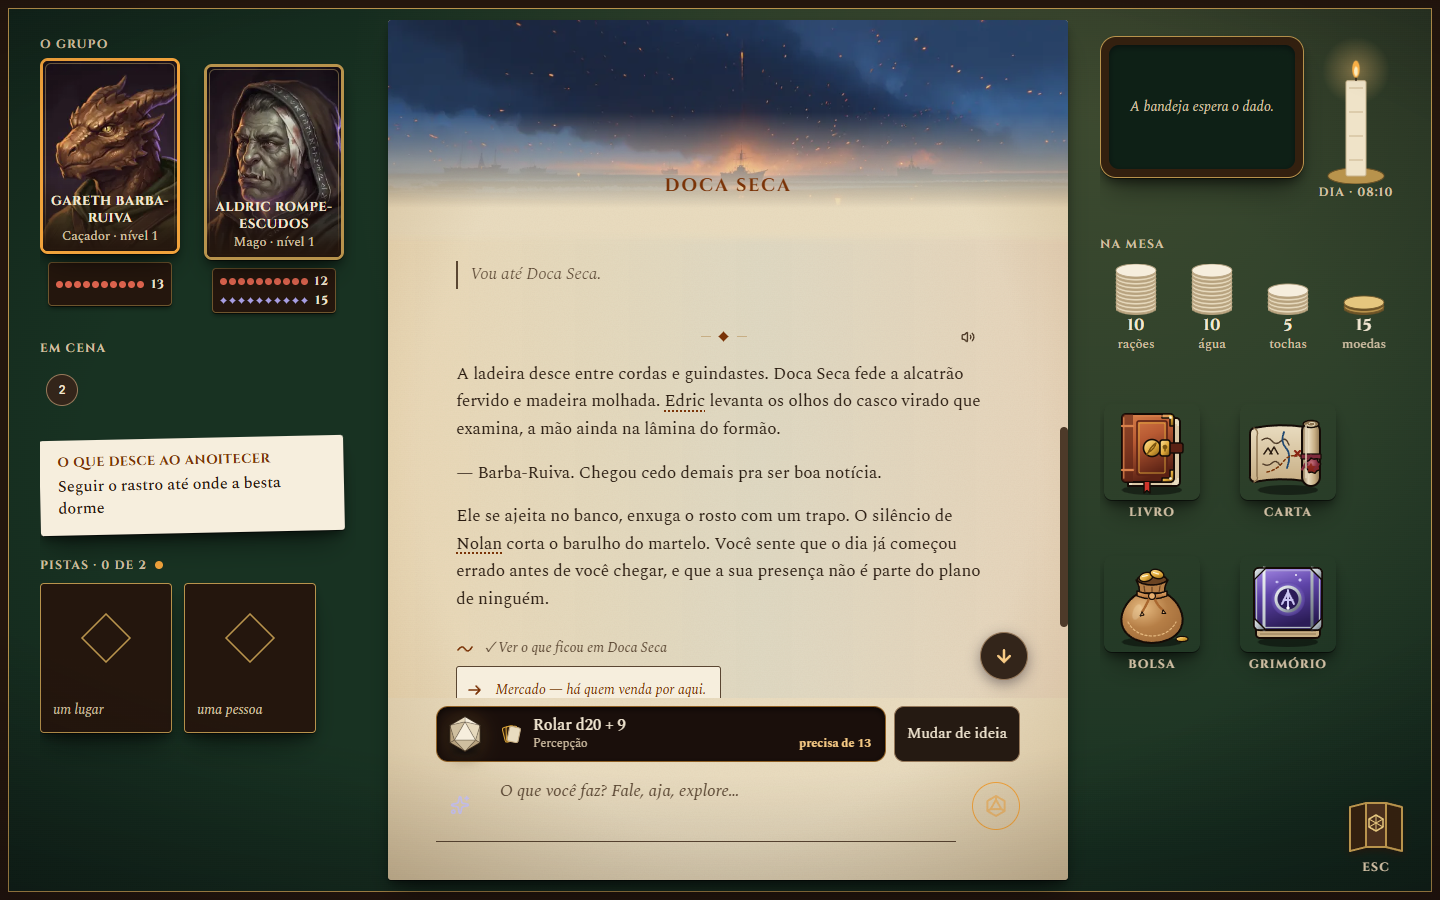 O GRUPO
GARETH BARBA-
RUIVA
Caçador · nível 1
13
ALDRIC ROMPE-
ESCUDOS
Mago · nível 1
12
15
EM CENA
2
O QUE DESCE AO ANOITECER
Seguir o rastro até onde a besta
dorme
PISTAS · 0 DE 2
um lugar
uma pessoa
DOCA SECA
Vou até Doca Seca.
A ladeira desce entre cordas e guindastes. Doca Seca fede a alcatrão
fervido e madeira molhada. Edric levanta os olhos do casco virado que
examina, a mão ainda na lâmina do formão.
— Barba-Ruiva. Chegou cedo demais pra ser boa notícia.
Ele se ajeita no banco, enxuga o rosto com um trapo. O silêncio de
Nolan corta o barulho do martelo. Você sente que o dia já começou
errado antes de você chegar, e que a sua presença não é parte do plano
de ninguém.
✓Ver o que ficou em Doca Seca
Mercado — há quem venda por aqui.
Rolar d20 + 9
Percepção
precisa de 13
Mudar de ideia
O que você faz? Fale, aja, explore...
A bandeja espera o dado.
DIA · 08:10
NA MESA
10
rações
10
água
5
tochas
15
moedas
LIVRO
CARTA
BOLSA
GRIMÓRIO
ESC